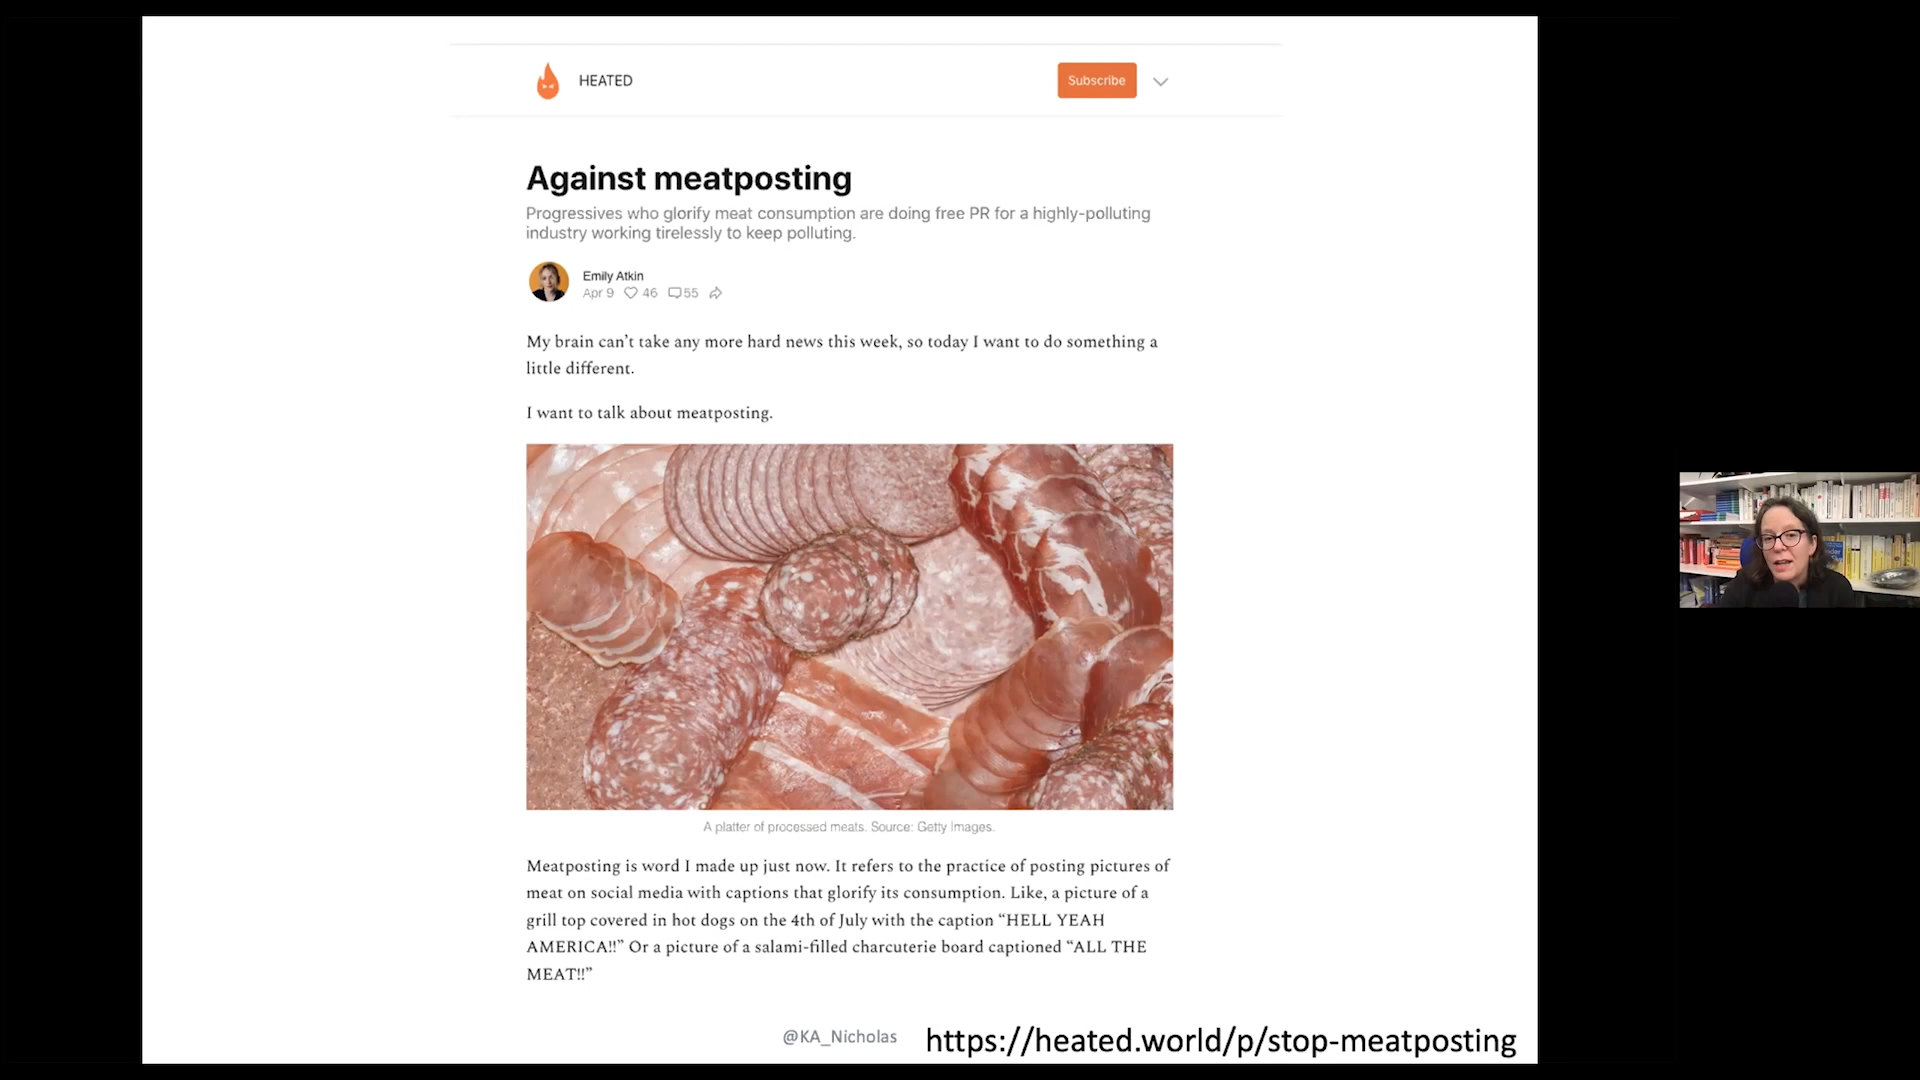 HEATED
Subscribe
Against meatposting
Progressives who glorify meat consumption are doing free PR for a highly-polluting
industry working tirelessly to keep polluting.
Emily Atkin
Apr 9 46 55
My brain can’t take any more hard news this week, so today I want to do something a
little different.
I want to talk about meatposting.
A platter of processed meats. Source: Getty Images.
Meatposting is word I made up just now. It refers to the practice of posting pictures of
meat on social media with captions that glorify its consumption. Like, a picture of a
grill top covered in hot dogs on the 4th of July with the caption “HELL YEAH
AMERICA!!” Or a picture of a salami-filled charcuterie board captioned “ALL THE
MEAT!!”
@KA_Nicholas
https://heated.world/p/stop-meatposting